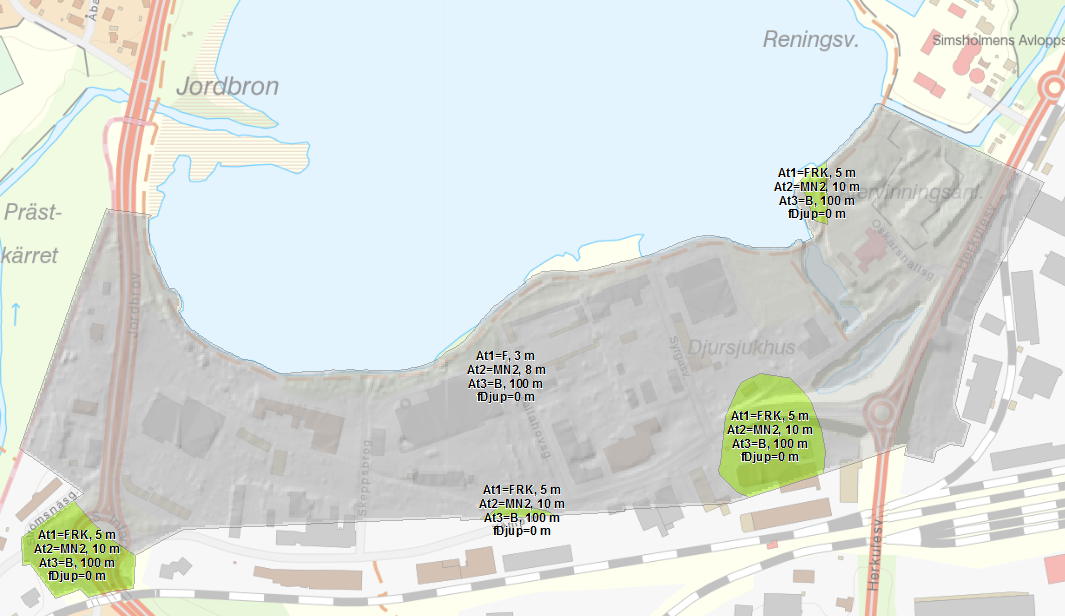 Reningsv.
Simsholmens Avlopps
Jordbron
Präst-
kärret
At1=FRK, 5 m
At2=MN2, 10 m
At3=B, 100 m
fDjup=0 m
Oskarshallsg
Herkulesv.
Jordbrov
Djursjukhus
At1=F, 3 m
At2=MN2, 8 m
At3=B, 100 m
fDjup=0 m
At1=FRK, 5 m
At2=MN2, 10 m
At3=B, 100 m
fDjup=0 m
Skeppsbrog
At1=FRK, 5 m
At2=MN2, 10 m
At3=B, 100 m
fDjup=0 m
At1=FRK, 5 m
At2=MN2, 10 m
At3=B, 100 m
fDjup=0 m
Herkulesv.